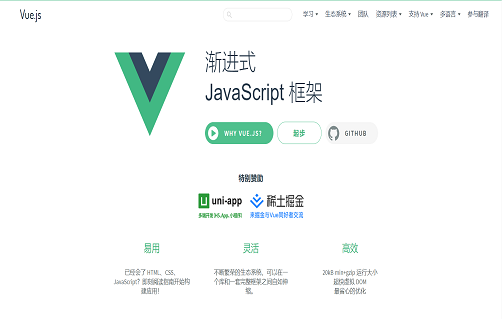 Vue.js
学习 生态系统 团队 资源列表 支持 Vue 多语言 参与翻译
渐进式
JavaScript 框架
WHY VUE.JS? 起步 GITHUB
特别赞助
uni-app 稀土掘金
多端开发 (H5, App, 小程序) 来掘金与Vue同好者交流
易用 灵活 高效
已经会了 HTML、CSS、 不断繁荣的生态系统，可以在一 20kB min+gzip 运行大小
JavaScript？即刻阅读指南开始构 个库和一套完整框架之间自如伸 超快虚拟 DOM
建应用！ 缩。 最省心的优化